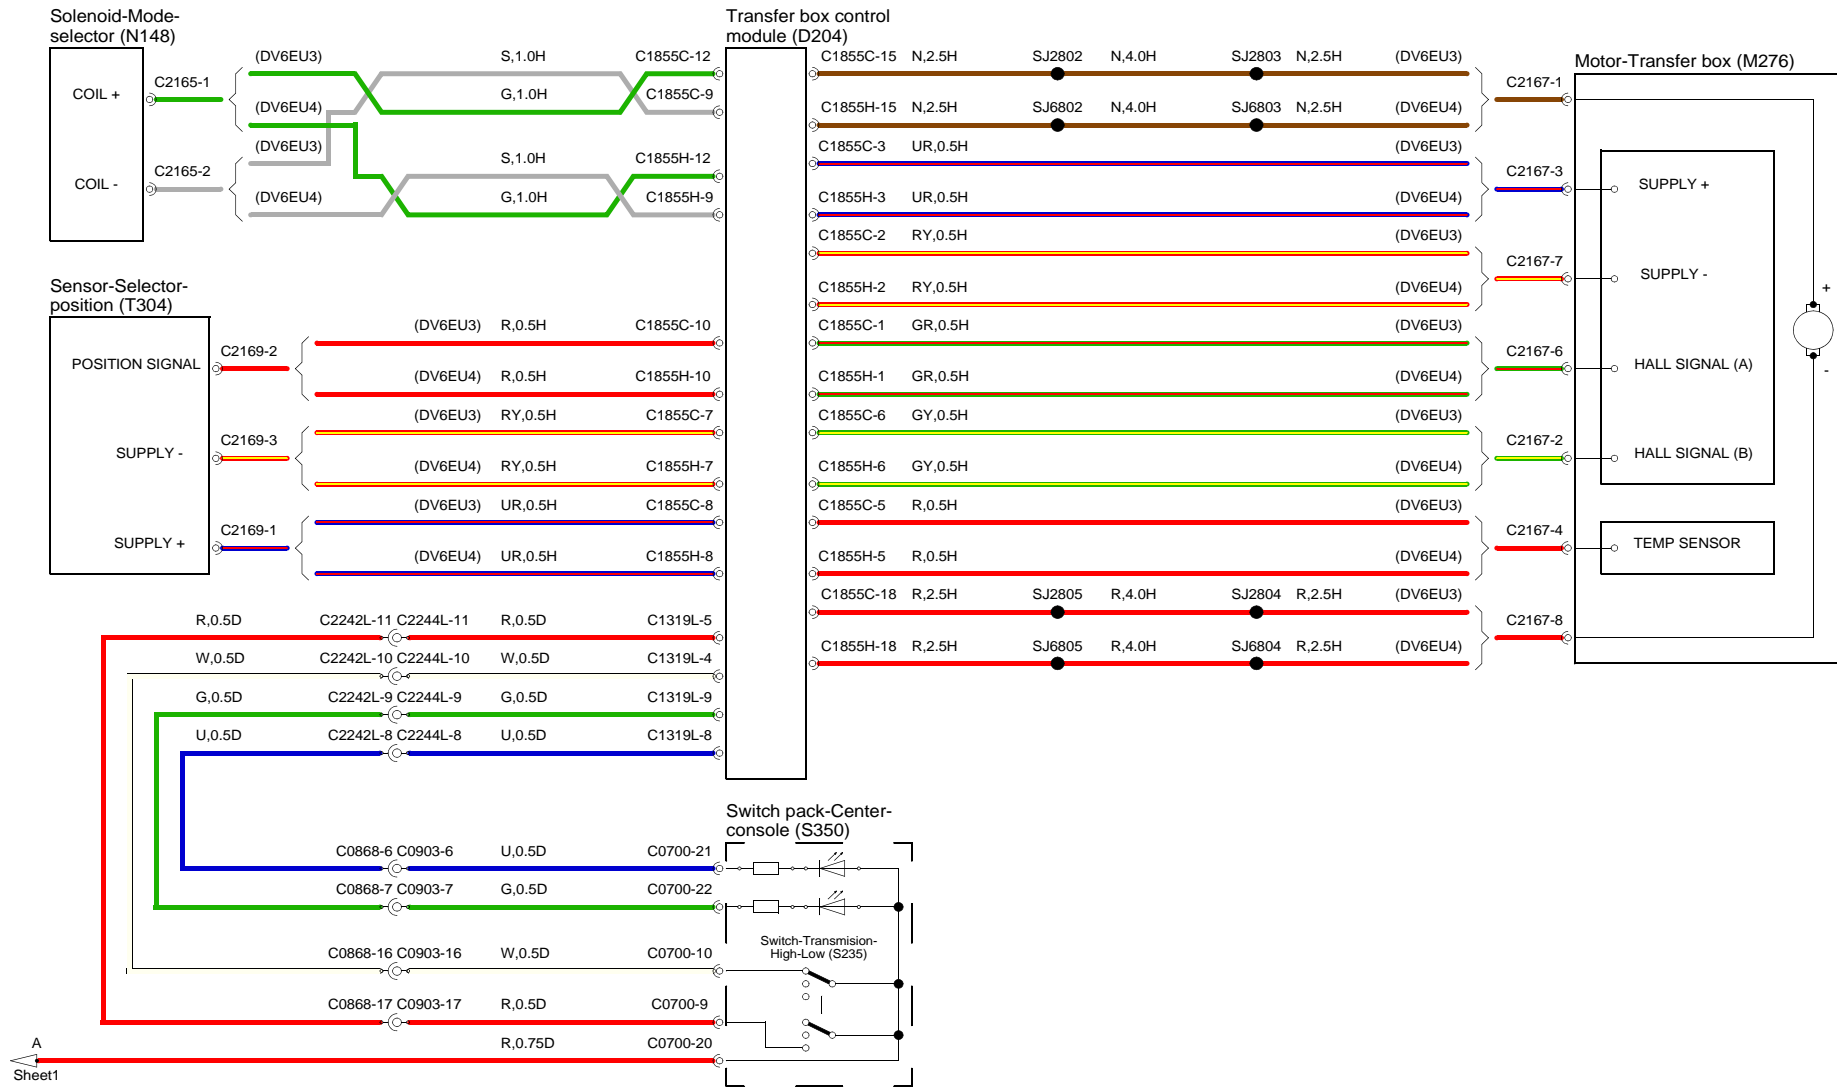 Solenoid-Mode-
selector (N148)
COIL +
COIL -
C2165-1
C2165-2
(DV6EU3)
(DV6EU4)
(DV6EU3)
(DV6EU4)
S,1.0H
G,1.0H
S,1.0H
G,1.0H
C1855C-12
C1855C-9
C1855H-12
C1855H-9
Sensor-Selector-
position (T304)
POSITION SIGNAL
SUPPLY -
SUPPLY +
C2169-2
C2169-3
C2169-1
(DV6EU3) R,0.5H C1855C-10
(DV6EU4) R,0.5H C1855H-10
(DV6EU3) RY,0.5H C1855C-7
(DV6EU4) RY,0.5H C1855H-7
(DV6EU3) UR,0.5H C1855C-8
(DV6EU4) UR,0.5H C1855H-8
R,0.5D C2242L-11 C2244L-11 R,0.5D C1319L-5
W,0.5D C2242L-10 C2244L-10 W,0.5D C1319L-4
G,0.5D C2242L-9 C2244L-9 G,0.5D C1319L-9
U,0.5D C2242L-8 C2244L-8 U,0.5D C1319L-8
Transfer box control
module (D204)
C1855C-15 N,2.5H SJ2802 N,4.0H SJ2803 N,2.5H (DV6EU3)
C1855H-15 N,2.5H SJ6802 N,4.0H SJ6803 N,2.5H (DV6EU4)
C1855C-3 UR,0.5H (DV6EU3)
C1855H-3 UR,0.5H (DV6EU4)
C1855C-2 RY,0.5H (DV6EU3)
C1855H-2 RY,0.5H (DV6EU4)
C1855C-1 GR,0.5H (DV6EU3)
C1855H-1 GR,0.5H (DV6EU4)
C1855C-6 GY,0.5H (DV6EU3)
C1855H-6 GY,0.5H (DV6EU4)
C1855C-5 R,0.5H (DV6EU3)
C1855H-5 R,0.5H (DV6EU4)
C1855C-18 R,2.5H SJ2805 R,4.0H SJ2804 R,2.5H (DV6EU3)
C1855H-18 R,2.5H SJ6805 R,4.0H SJ6804 R,2.5H (DV6EU4)
C2167-1
C2167-3
C2167-7
C2167-6
C2167-2
C2167-4
C2167-8
Motor-Transfer box (M276)
SUPPLY +
SUPPLY -
HALL SIGNAL (A)
HALL SIGNAL (B)
TEMP SENSOR
+
-
Switch pack-Center-
console (S350)
C0868-6 C0903-6 U,0.5D C0700-21
C0868-7 C0903-7 G,0.5D C0700-22
Switch-Transmision-
High-Low (S235)
C0868-16 C0903-16 W,0.5D C0700-10
C0868-17 C0903-17 R,0.5D C0700-9
R,0.75D C0700-20
A
Sheet1